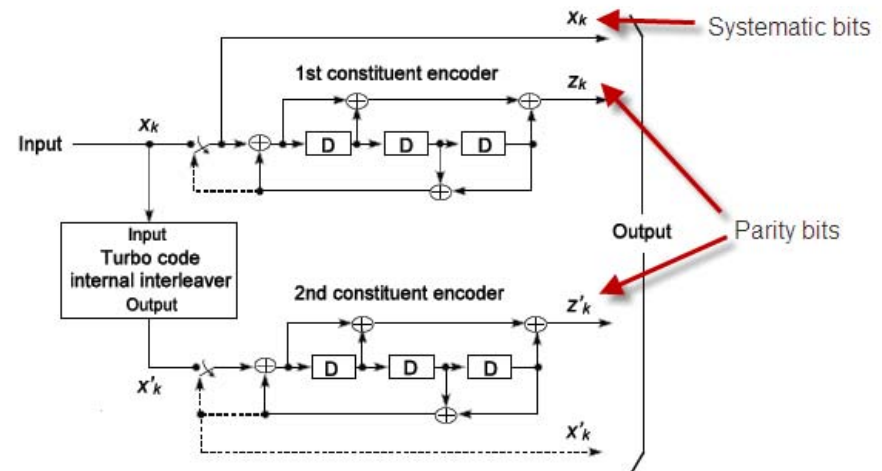 xk
Systematic bits
1st constituent encoder
zk
Input
xk
D
D
D
Input
Turbo code
internal interleaver
Output
Output
Parity bits
2nd constituent encoder
z'k
D
D
D
x'k
x'k